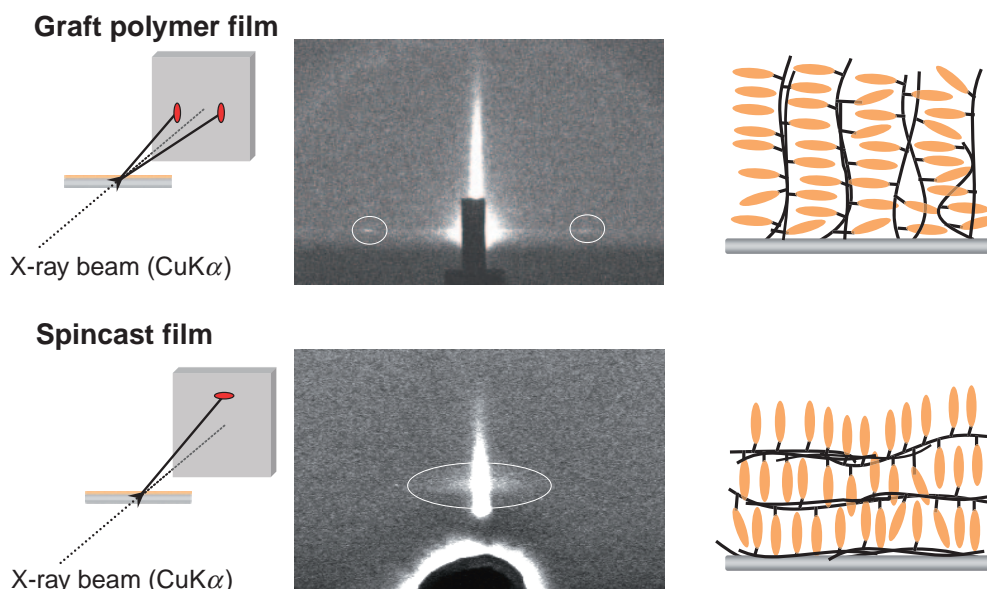 Graft polymer film
X-ray beam (CuKα)
Spincast film
X-ray beam (CuKα)